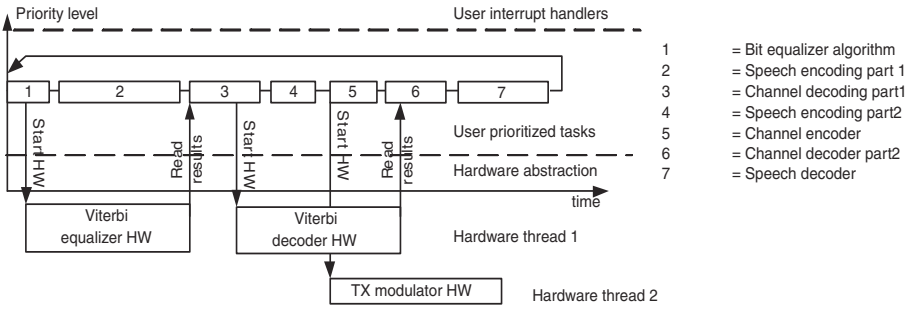 Priority level
User interrupt handlers
1 2 3 4 5 6 7
1 = Bit equalizer algorithm
2 = Speech encoding part 1
3 = Channel decoding part1
4 = Speech encoding part2
5 = Channel encoder
6 = Channel decoder part2
7 = Speech decoder
Start HW
Read results
Start HW
Start HW
Read results
User prioritized tasks
Hardware abstraction
time
Viterbi
equalizer HW
Viterbi
decoder HW
Hardware thread 1
TX modulator HW
Hardware thread 2